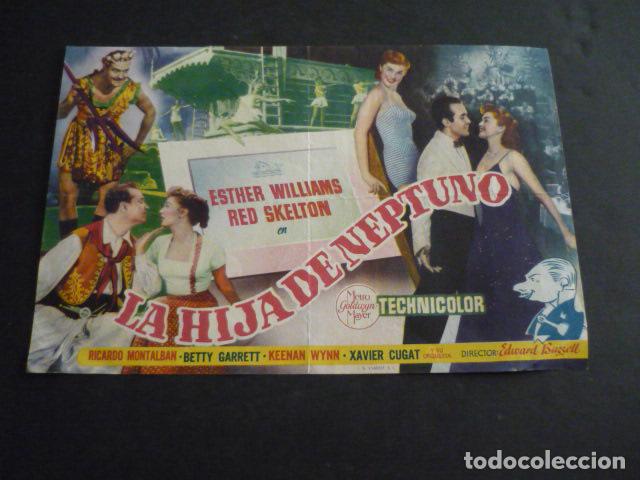 ESTHER WILLIAMS
RED SKELTON
en
LA HIJA DE NEPTUNO
Metro
Goldwyn
Mayer
TECHNICOLOR
RICARDO MONTALBAN · BETTY GARRETT · KEENAN WYNN · XAVIER CUGAT Y SU ORQUESTA DIRECTOR: Edward Buzzell
todocoleccion.net